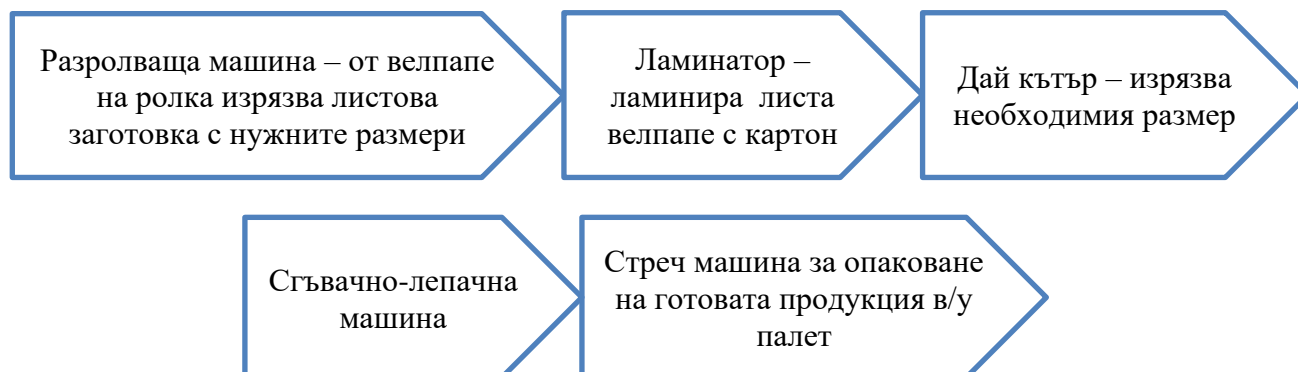 Разролваща машина – от велпапе
на ролка изрязва листова
заготовка с нужните размери
Ламинатор –
ламинира листа
велпапе с картон
Дай кътър – изрязва
необходимия размер
Сгъвачно-лепачна
машина
Стреч машина за опаковане
на готовата продукция в/у
палет